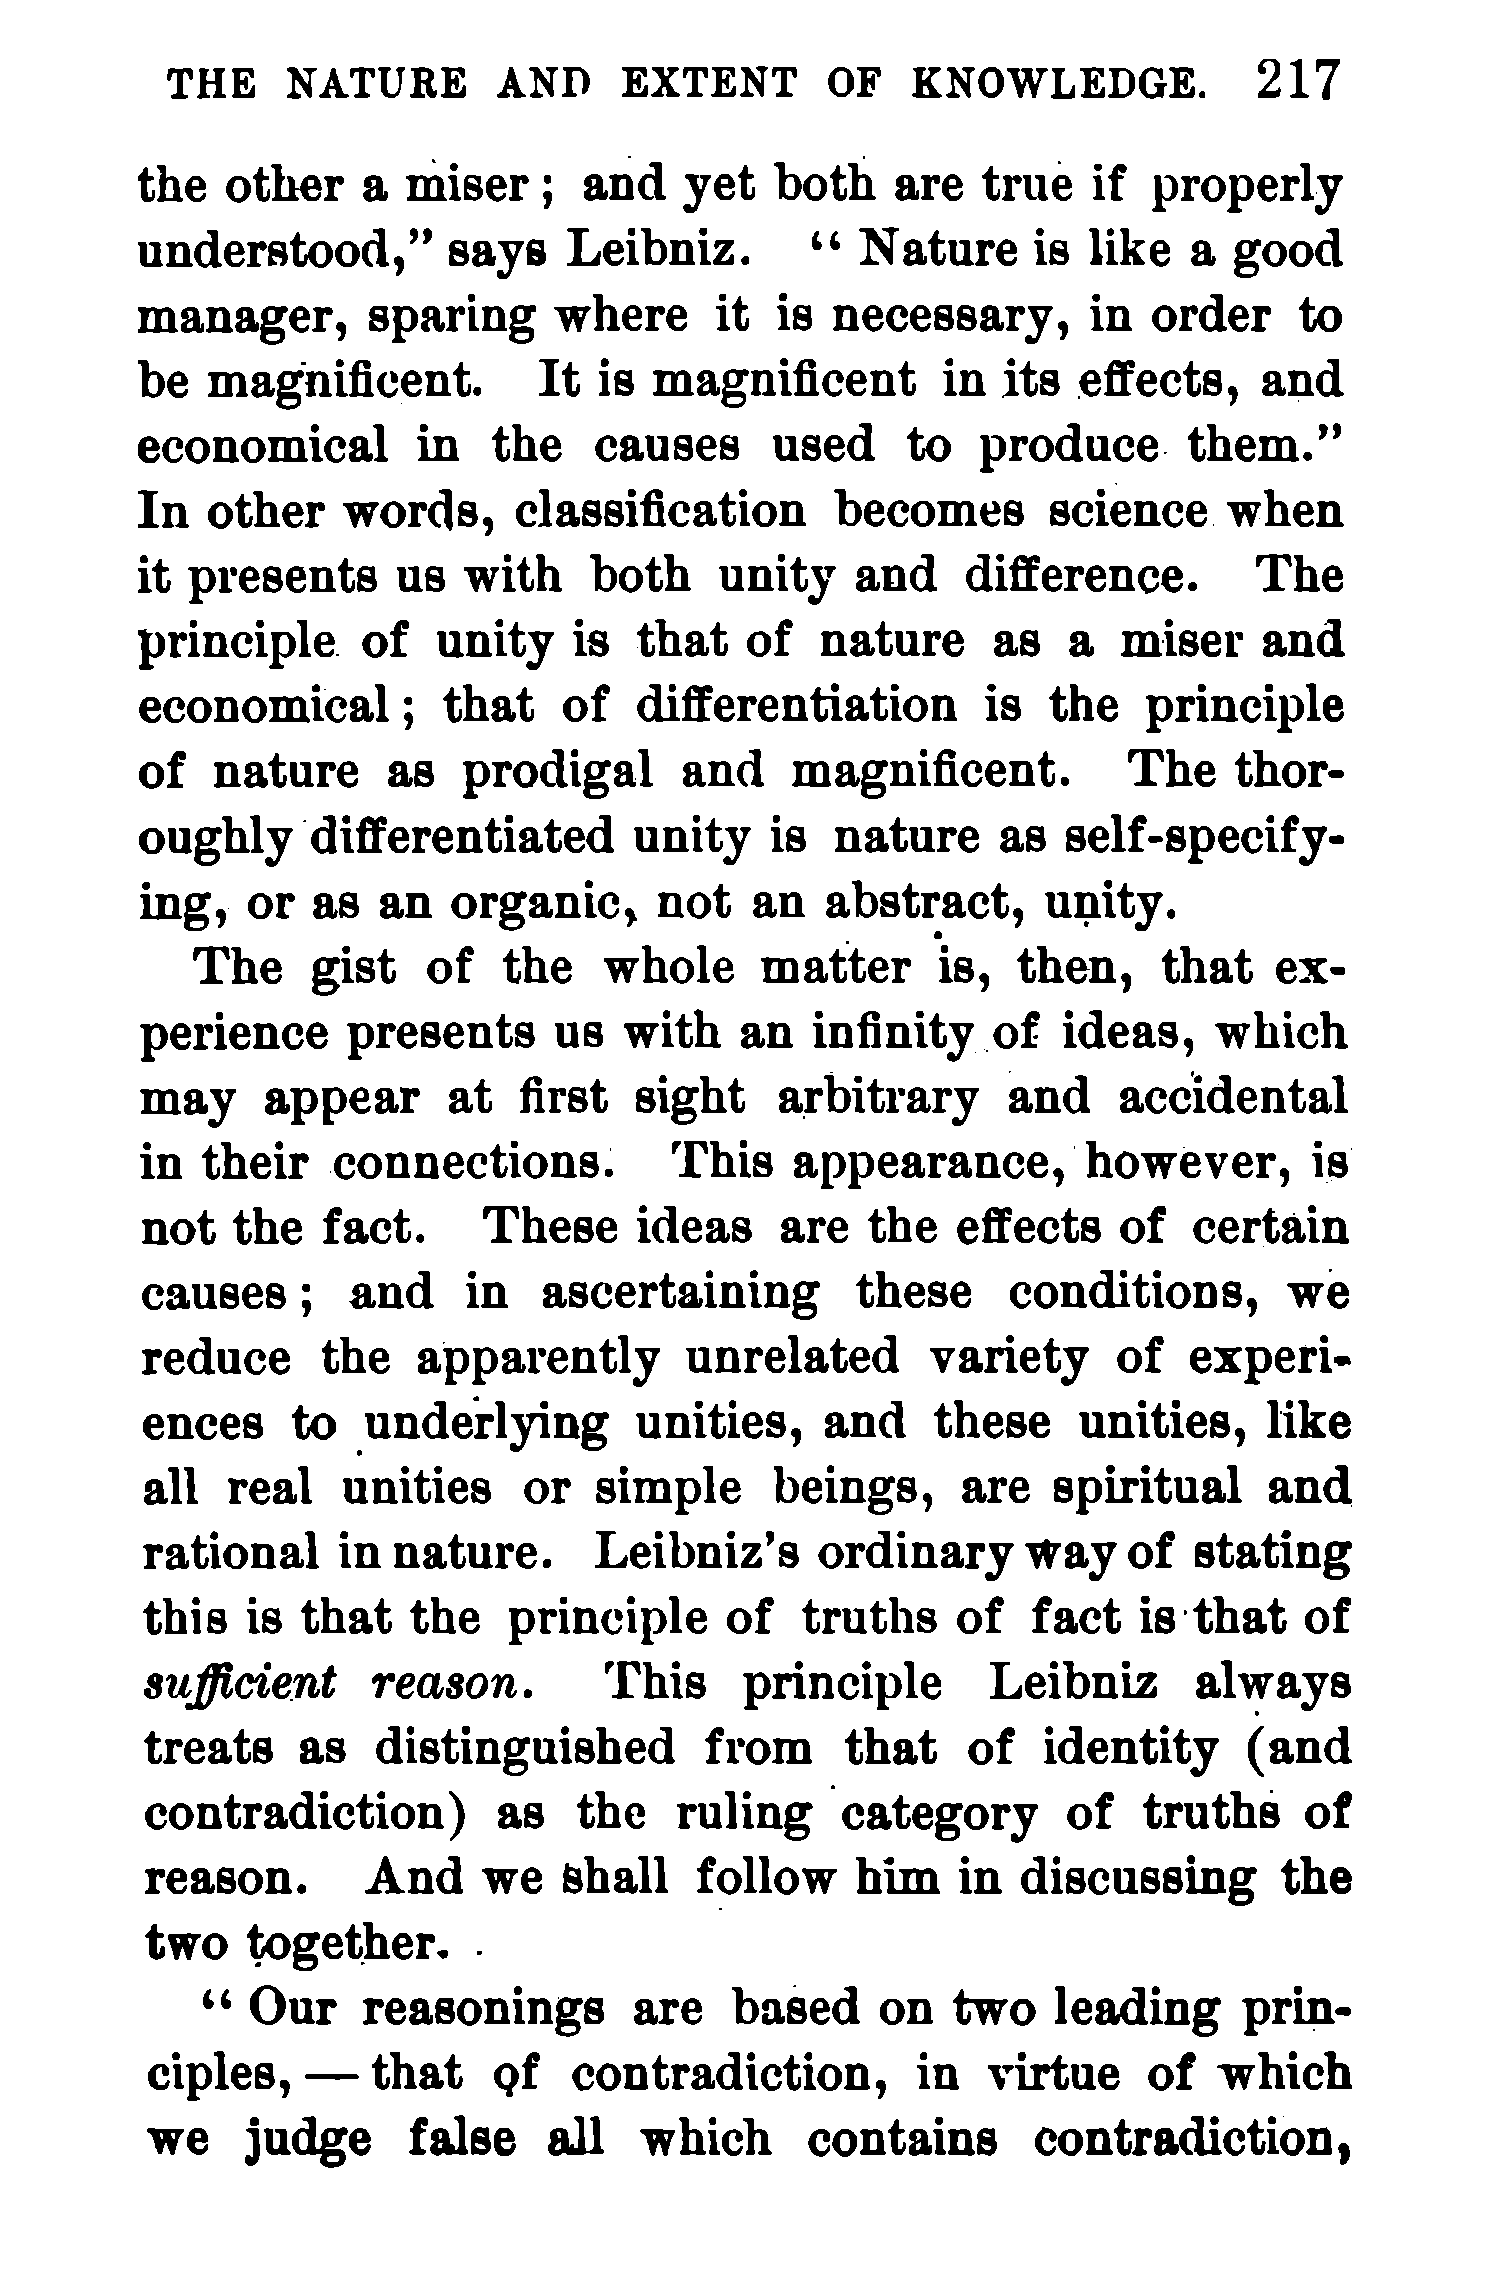 THE NATURE AND EXTENT OF KNOWLEDGE. 217
the other a miser; and yet both are true if properly
understood,” says Leibniz. “Nature is like a good
manager, sparing where it is necessary, in order to
be magnificent. It is magnificent in its effects, and
economical in the causes used to produce them.”
In other words, classification becomes science when
it presents us with both unity and difference. The
principle of unity is that of nature as a miser and
economical; that of differentiation is the principle
of nature as prodigal and magnificent. The thor-
oughly differentiated unity is nature as self-specify-
ing, or as an organic, not an abstract, unity.
The gist of the whole matter is, then, that ex-
perience presents us with an infinity of ideas, which
may appear at first sight arbitrary and accidental
in their connections. This appearance, however, is
not the fact. These ideas are the effects of certain
causes; and in ascertaining these conditions, we
reduce the apparently unrelated variety of experi-
ences to underlying unities, and these unities, like
all real unities or simple beings, are spiritual and
rational in nature. Leibniz’s ordinary way of stating
this is that the principle of truths of fact is that of
sufficient reason. This principle Leibniz always
treats as distinguished from that of identity (and
contradiction) as the ruling category of truths of
reason. And we shall follow him in discussing the
two together.
“Our reasonings are based on two leading prin-
ciples, — that of contradiction, in virtue of which
we judge false all which contains contradiction,